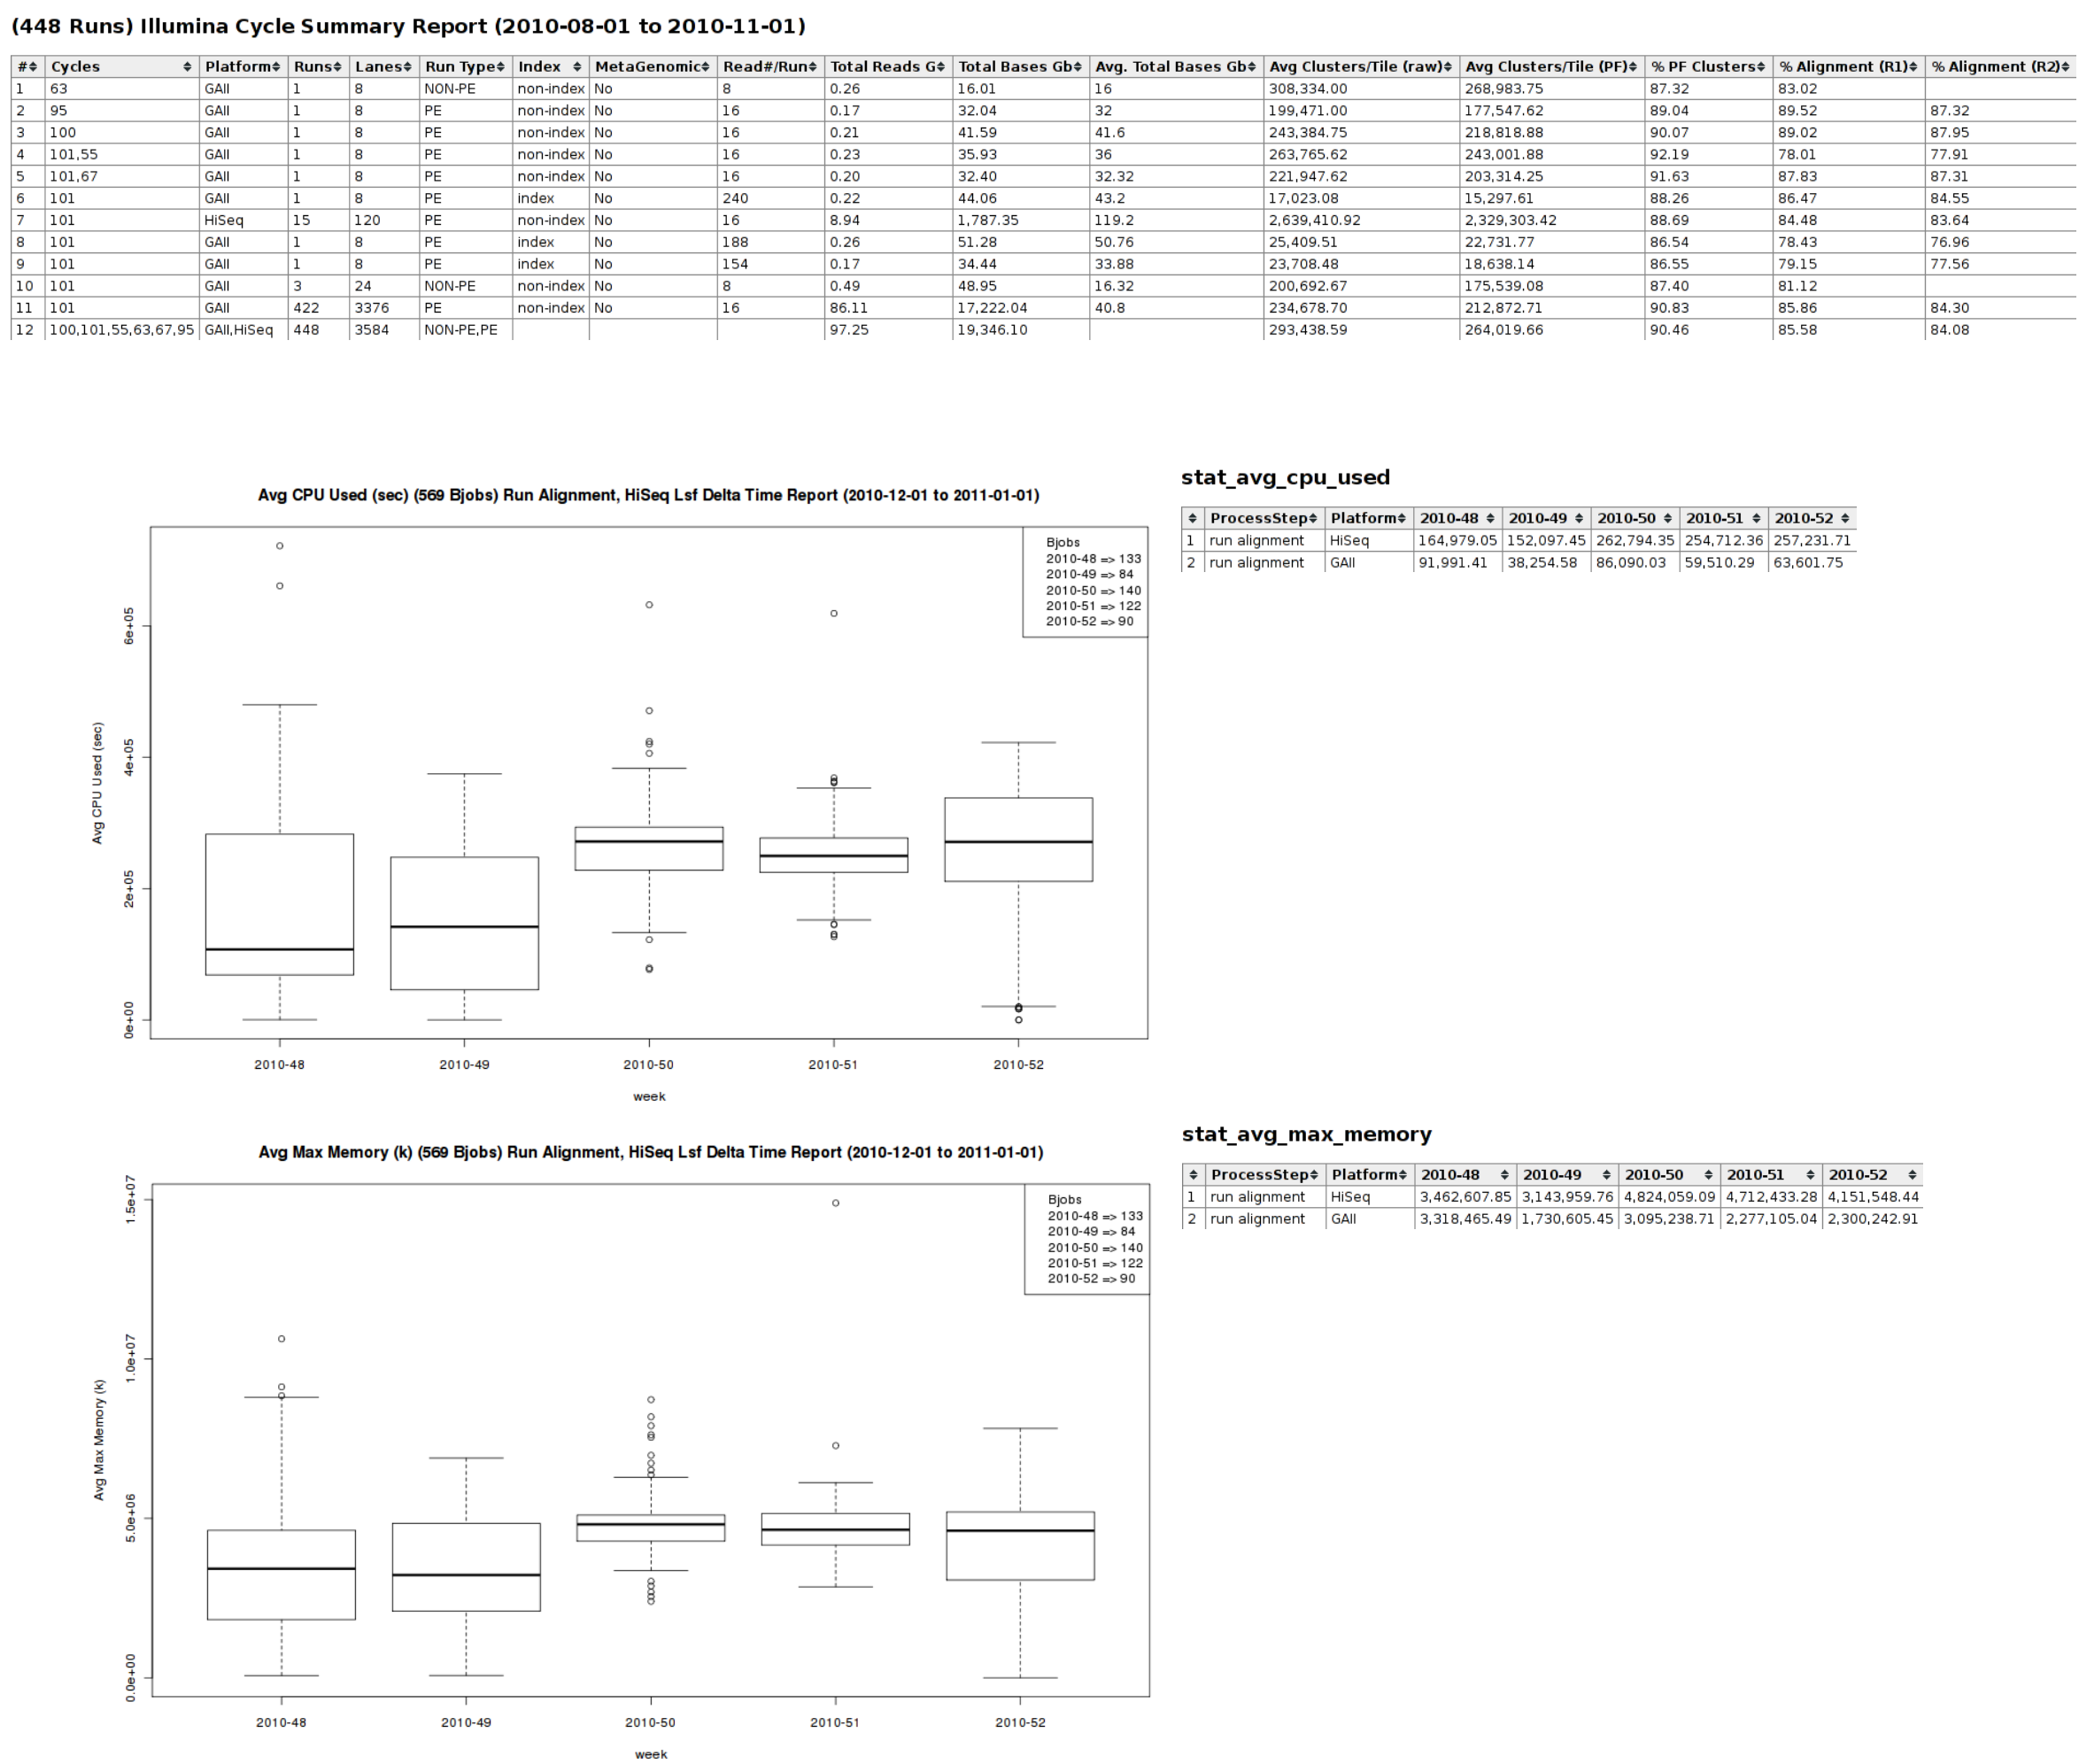 (448 Runs) Illumina Cycle Summary Report (2010-08-01 to 2010-11-01)
# Cycles Platform Runs Lanes Run Type Index MetaGenomic Read#/Run Total Reads G Total Bases Gb Avg. Total Bases Gb Avg Clusters/Tile (raw) Avg Clusters/Tile (PF) % PF Clusters % Alignment (R1) % Alignment (R2)
1 63 GAII 1 8 NON-PE non-index No 8 0.26 16.01 16 308,334.00 268,983.75 87.32 83.02
2 95 GAII 1 8 PE non-index No 16 0.17 32.04 32 199,471.00 177,547.62 89.04 89.52 87.32
3 100 GAII 1 8 PE non-index No 16 0.21 41.59 41.6 243,384.75 218,818.88 90.07 89.02 87.95
4 101,55 GAII 1 8 PE non-index No 16 0.23 35.93 36 263,765.62 243,001.88 92.19 78.01 77.91
5 101,67 GAII 1 8 PE non-index No 16 0.20 32.40 32.32 221,947.62 203,314.25 91.63 87.83 87.31
6 101 GAII 1 8 PE index No 240 0.22 44.06 43.2 17,023.08 15,297.61 88.26 86.47 84.55
7 101 HiSeq 15 120 PE non-index No 16 8.94 1,787.35 119.2 2,639,410.92 2,329,303.42 88.69 84.48 83.64
8 101 GAII 1 8 PE index No 188 0.26 51.28 50.76 25,409.51 22,731.77 86.54 78.43 76.96
9 101 GAII 1 8 PE index No 154 0.17 34.44 33.88 23,708.48 18,638.14 86.55 79.15 77.56
10 101 GAII 3 24 NON-PE non-index No 8 0.49 48.95 16.32 200,692.67 175,539.08 87.40 81.12
11 101 GAII 422 3376 PE non-index No 16 86.11 17,222.04 40.8 234,678.70 212,872.71 90.83 85.86 84.30
12 100,101,55,63,67,95 GAII,HiSeq 448 3584 NON-PE,PE 97.25 19,346.10 293,438.59 264,019.66 90.46 85.58 84.08
Avg CPU Used (sec) (569 Bjobs) Run Alignment, HiSeq Lsf Delta Time Report (2010-12-01 to 2011-01-01)
Bjobs
2010-48 => 133
2010-49 => 84
2010-50 => 140
2010-51 => 122
2010-52 => 90
Avg CPU Used (sec)
6e+05
4e+05
2e+05
0e+00
2010-48 2010-49 2010-50 2010-51 2010-52
week
stat_avg_cpu_used
ProcessStep Platform 2010-48 2010-49 2010-50 2010-51 2010-52
1 run alignment HiSeq 164,979.05 152,097.45 262,794.35 254,712.36 257,231.71
2 run alignment GAII 91,991.41 38,254.58 86,090.03 59,510.29 63,601.75
Avg Max Memory (k) (569 Bjobs) Run Alignment, HiSeq Lsf Delta Time Report (2010-12-01 to 2011-01-01)
Bjobs
2010-48 => 133
2010-49 => 84
2010-50 => 140
2010-51 => 122
2010-52 => 90
Avg Max Memory (k)
1.5e+07
1.0e+07
5.0e+06
0.0e+00
2010-48 2010-49 2010-50 2010-51 2010-52
week
stat_avg_max_memory
ProcessStep Platform 2010-48 2010-49 2010-50 2010-51 2010-52
1 run alignment HiSeq 3,462,607.85 3,143,959.76 4,824,059.09 4,712,433.28 4,151,548.44
2 run alignment GAII 3,318,465.49 1,730,605.45 3,095,238.71 2,277,105.04 2,300,242.91